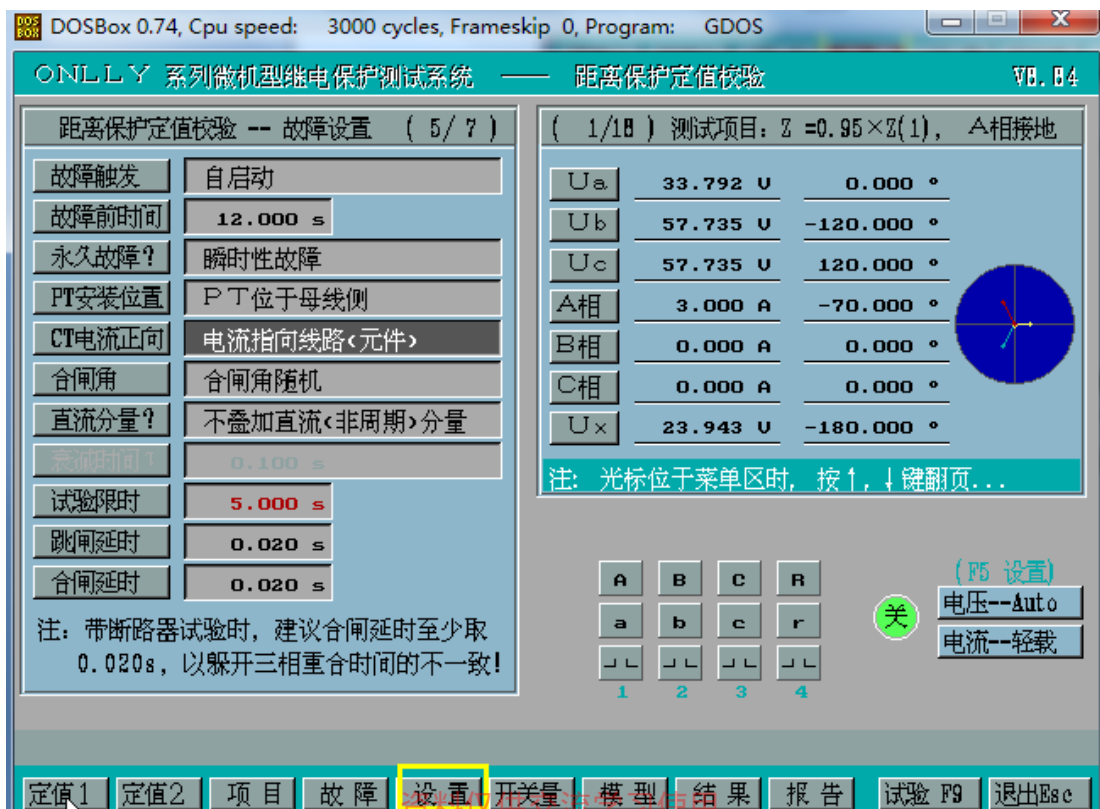 DOSBox 0.74, Cpu speed: 3000 cycles, Frameskip 0, Program: GDOS
ONLLY 系列微机型继电保护测试系统 —— 距离保护定值校验 V8.84
距离保护定值校验 -- 故障设置 ( 5/ 7 )
故障触发 自启动
故障前时间 12.000 s
永久故障? 瞬时性故障
PT安装位置 PT位于母线侧
CT电流正向 电流指向线路<元件>
合闸角 合闸角随机
直流分量? 不叠加直流<非周期>分量
衰减时间τ 0.100 s
试验限时 5.000 s
跳闸延时 0.020 s
合闸延时 0.020 s
注: 带断路器试验时, 建议合闸延时至少取
0.020s, 以躲开三相重合时间的不一致!
( 1/18 ) 测试项目: Z =0.95×Z(1), A相接地
Ua 33.792 V 0.000 °
Ub 57.735 V -120.000 °
Uc 57.735 V 120.000 °
A相 3.000 A -70.000 °
B相 0.000 A 0.000 °
C相 0.000 A 0.000 °
Ux 23.943 V -180.000 °
注: 光标位于菜单区时, 按↑,↓键翻页...
A B C R
a b c r
1 2 3 4
关
(F5 设置)
电压--Auto
电流--轻载
定值1 定值2 项目 故障 设置 开关量 模型 结果 报告 试验 F9 退出Esc